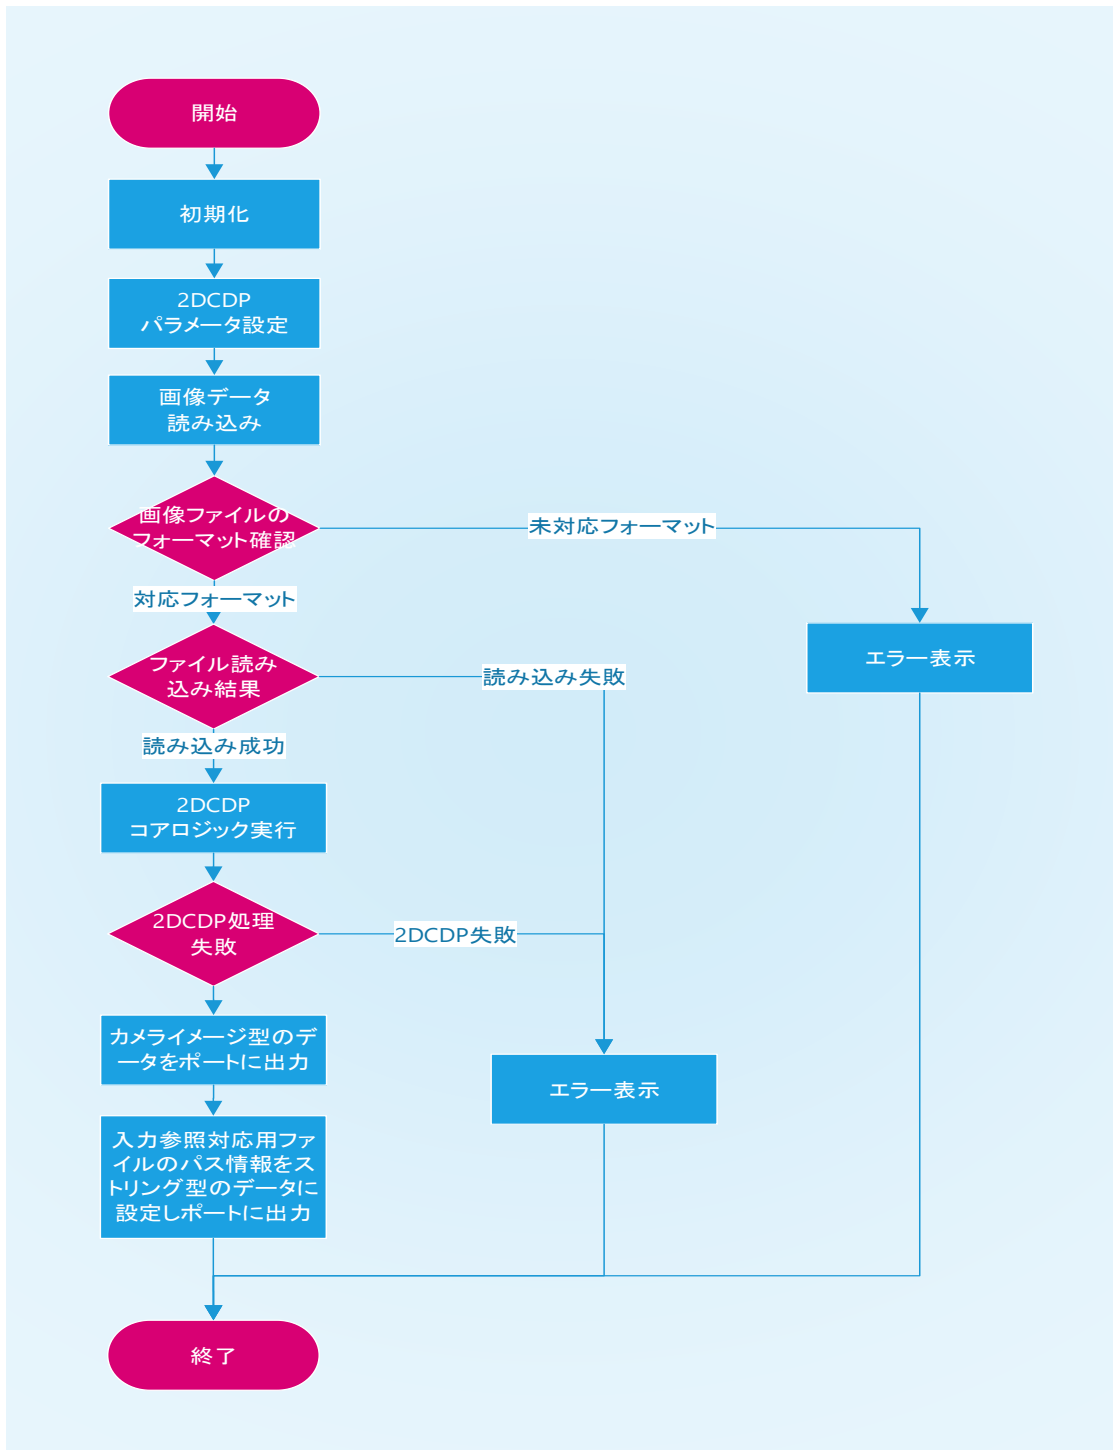 開始
初期化
2DCDP
パラメータ設定
画像データ
読み込み
画像ファイルの
フォーマット確認
未対応フォーマット
対応フォーマット
エラー表示
ファイル読み
込み結果
読み込み失敗
読み込み成功
2DCDP
コアロジック実行
2DCDP処理
失敗
2DCDP失敗
カメライメージ型のデ
ータをポートに出力
エラー表示
入力参照対応用ファ
イルのパス情報をス
トリング型のデータに
設定しポートに出力
終了